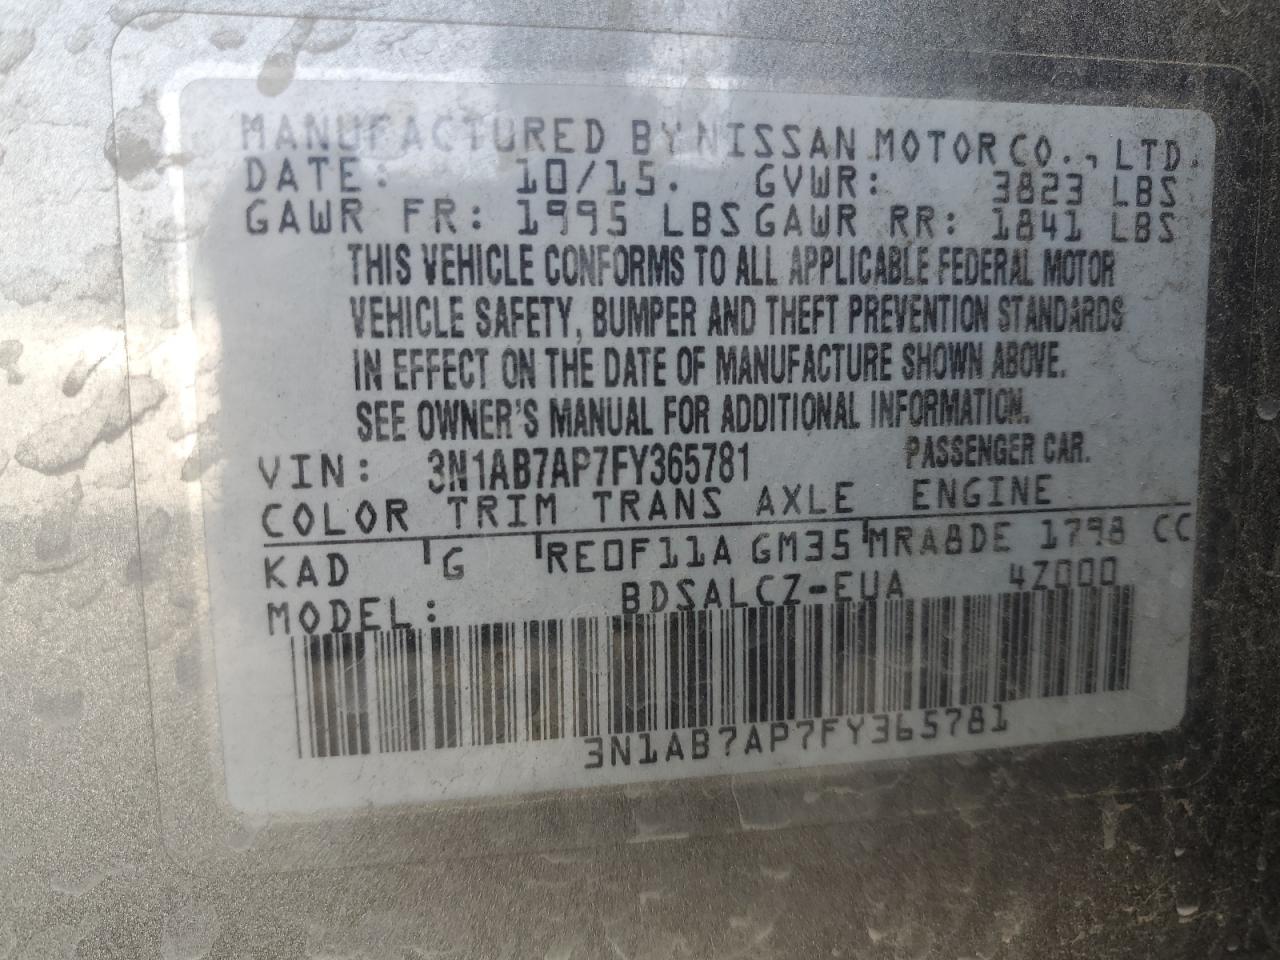 MANUFACTURED BY NISSAN MOTOR CO., LTD.
DATE: 10/15. GVWR: 3823 LBS
GAWR FR: 1995 LBS GAWR RR: 1841 LBS
THIS VEHICLE CONFORMS TO ALL APPLICABLE FEDERAL MOTOR
VEHICLE SAFETY, BUMPER AND THEFT PREVENTION STANDARDS
IN EFFECT ON THE DATE OF MANUFACTURE SHOWN ABOVE.
SEE OWNER'S MANUAL FOR ADDITIONAL INFORMATION.
VIN: 3N1AB7AP7FY365781 PASSENGER CAR.
COLOR TRIM TRANS AXLE ENGINE
KAD G RE0F11A GM35 MRA8DE 1798 CC
MODEL: BDSALCZ-EUA 4Z000
3N1AB7AP7FY365781